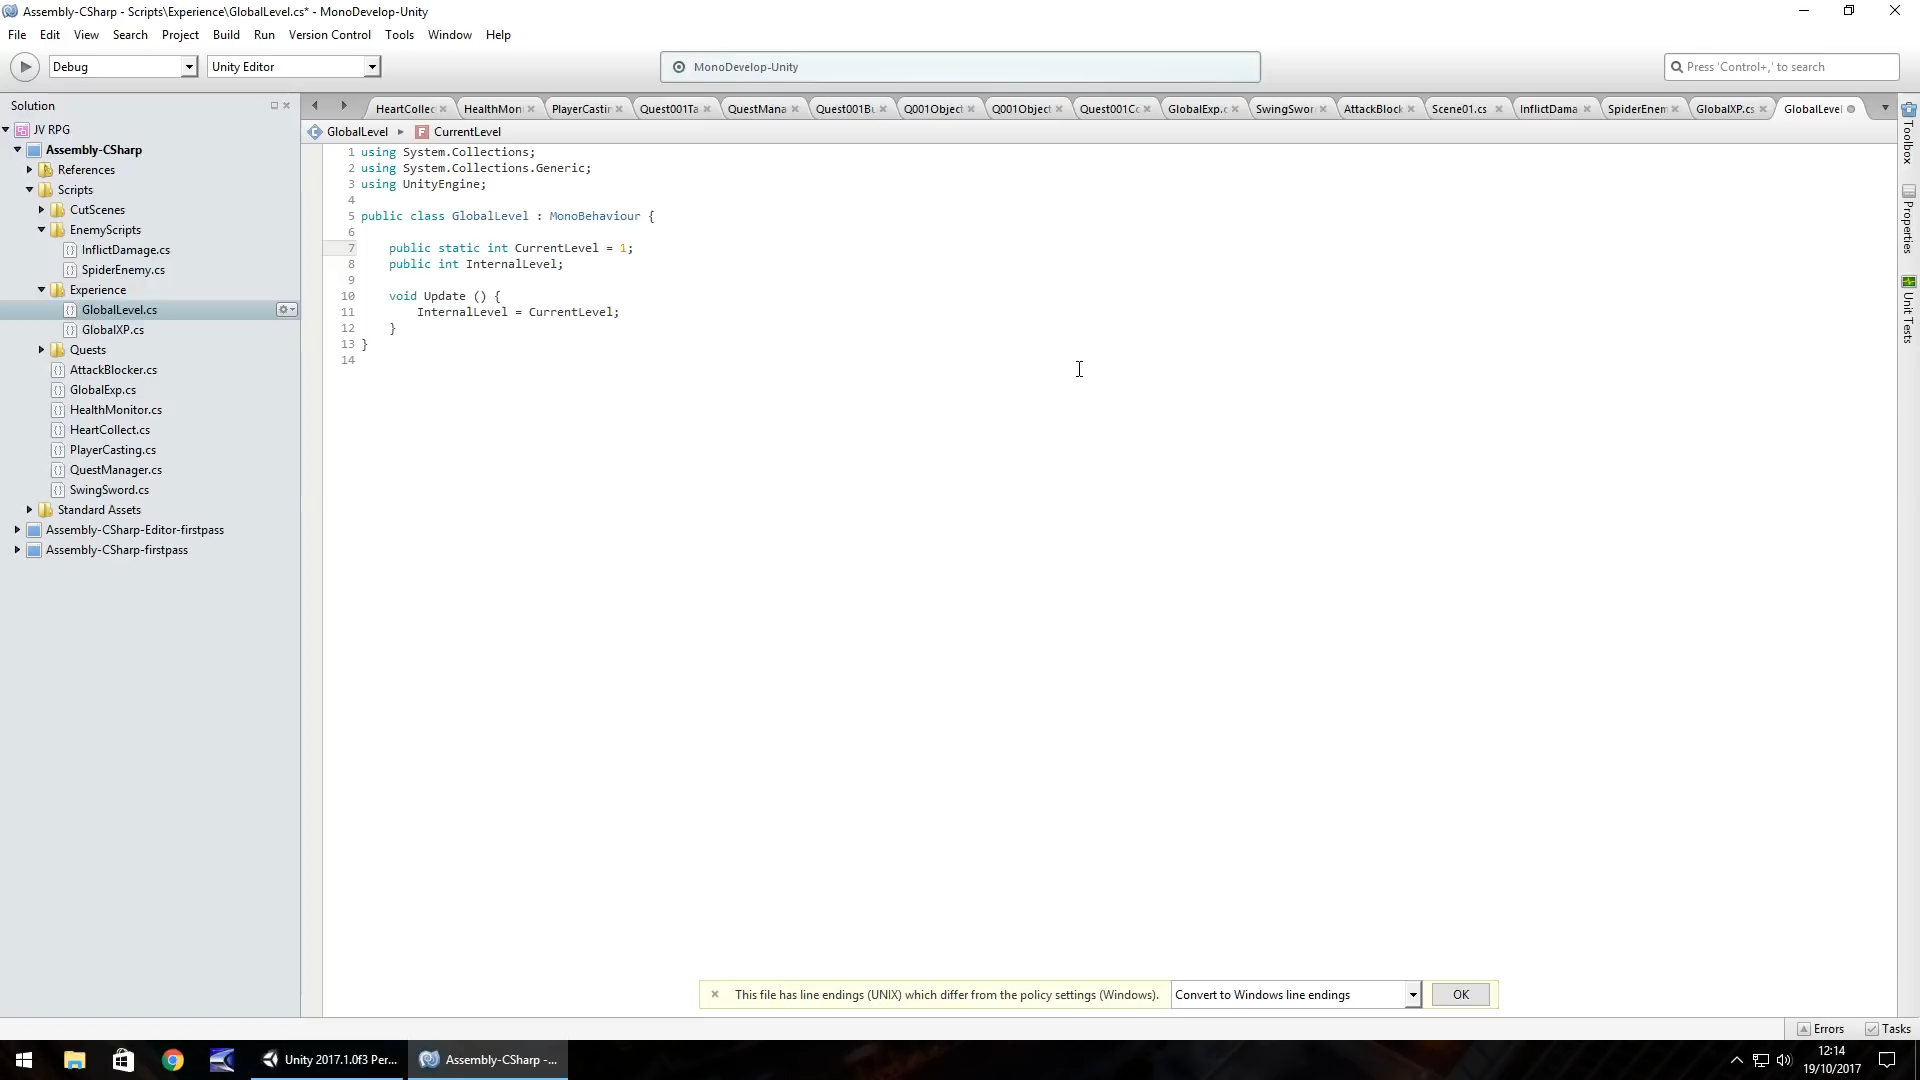 Assembly-CSharp - Scripts\Experience\GlobalLevel.cs* - MonoDevelop-Unity
File Edit View Search Project Build Run Version Control Tools Window Help
Debug Unity Editor MonoDevelop-Unity Press 'Control+,' to search
Solution
HeartCollec HealthMoni PlayerCastin Quest001Ta QuestMana Quest001Bu Q001Object Q001Object Quest001Co GlobalExp.c SwingSwor AttackBlock Scene01.cs InflictDama SpiderEnem GlobalXP.cs GlobalLevel
GlobalLevel CurrentLevel
JV RPG
Assembly-CSharp
References
Scripts
CutScenes
EnemyScripts
InflictDamage.cs
SpiderEnemy.cs
Experience
GlobalLevel.cs
GlobalXP.cs
Quests
AttackBlocker.cs
GlobalExp.cs
HealthMonitor.cs
HeartCollect.cs
PlayerCasting.cs
QuestManager.cs
SwingSword.cs
Standard Assets
Assembly-CSharp-Editor-firstpass
Assembly-CSharp-firstpass
1 using System.Collections;
2 using System.Collections.Generic;
3 using UnityEngine;
4
5 public class GlobalLevel : MonoBehaviour {
6
7 public static int CurrentLevel = 1;
8 public int InternalLevel;
9
10 void Update () {
11 InternalLevel = CurrentLevel;
12 }
13 }
14
Toolbox
Properties
Unit Tests
This file has line endings (UNIX) which differ from the policy settings (Windows). Convert to Windows line endings OK
Errors Tasks
Unity 2017.1.0f3 Per... Assembly-CSharp -...
12:14
19/10/2017